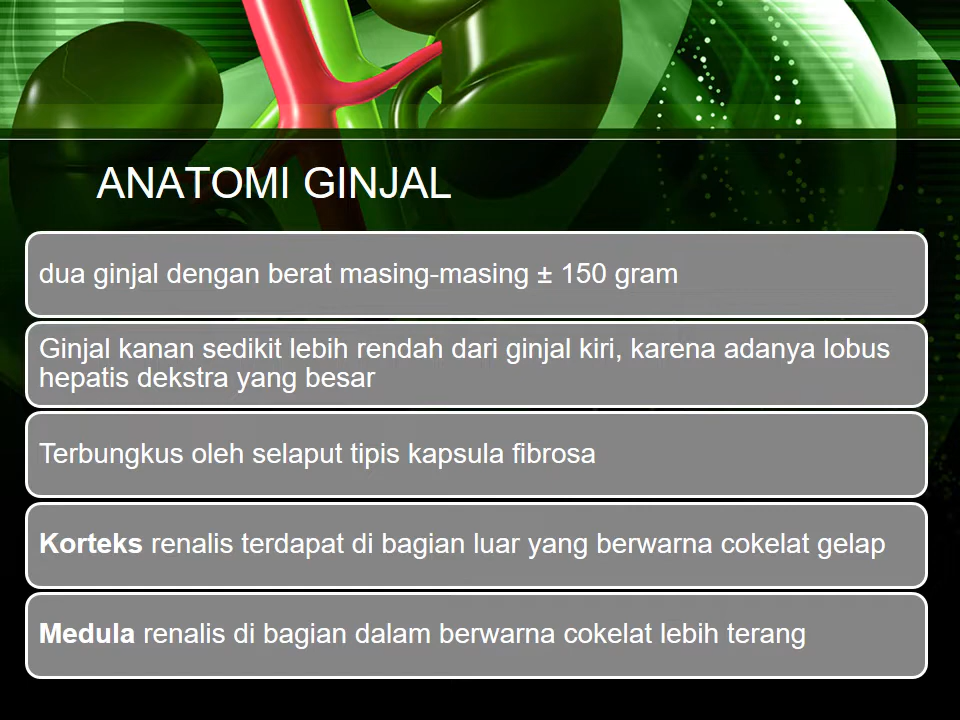 ANATOMI GINJAL
dua ginjal dengan berat masing-masing ± 150 gram
Ginjal kanan sedikit lebih rendah dari ginjal kiri, karena adanya lobus
hepatis dekstra yang besar
Terbungkus oleh selaput tipis kapsula fibrosa
Korteks renalis terdapat di bagian luar yang berwarna cokelat gelap
Medula renalis di bagian dalam berwarna cokelat lebih terang